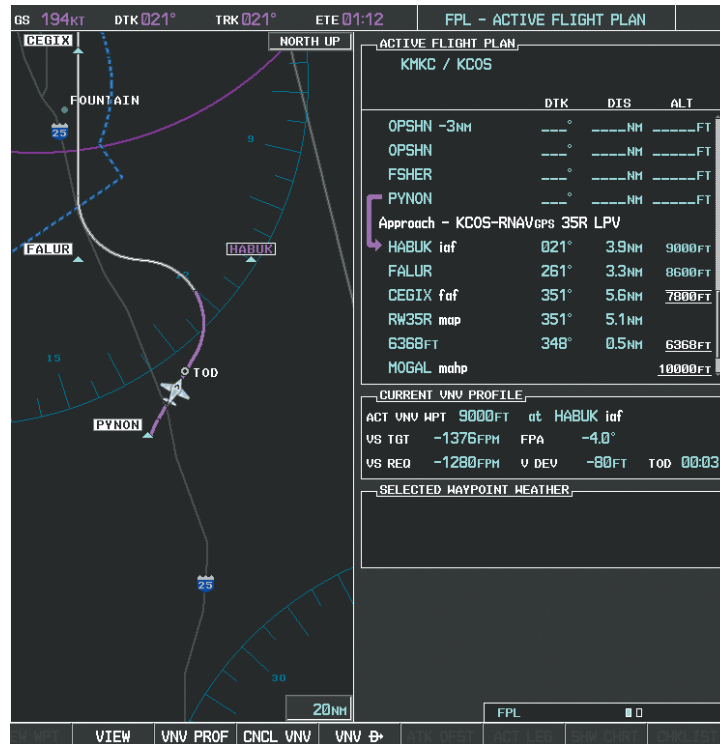 GS 194KT DTK 021° TRK 021° ETE 01:12 FPL - ACTIVE FLIGHT PLAN
CEGIX
NORTH UP
FOUNTAIN
25
9
FALUR
HABUK
12
15
TOD
PYNON
25
30
20NM
ACTIVE FLIGHT PLAN
KMKC / KCOS
DTK DIS ALT
OPSHN -3NM ___° ____NM _____FT
OPSHN ___° ____NM _____FT
FSHER ___° ____NM _____FT
PYNON ___° ____NM _____FT
Approach - KCOS-RNAVGPS 35R LPV
HABUK iaf 021° 3.9NM 9000FT
FALUR 261° 3.3NM 8600FT
CEGIX faf 351° 5.6NM 7800FT
RW35R map 351° 5.1NM
6368FT 348° 0.5NM 6368FT
MOGAL mahp 10000FT
CURRENT VNV PROFILE
ACT VNV WPT 9000FT at HABUK iaf
VS TGT -1376FPM FPA -4.0°
VS REQ -1280FPM V DEV -80FT TOD 00:03
SELECTED WAYPOINT WEATHER
FPL
VIEW VNV PROF CNCL VNV VNV D ATK OFST ACT LEG SHW CHRT CHKLIST